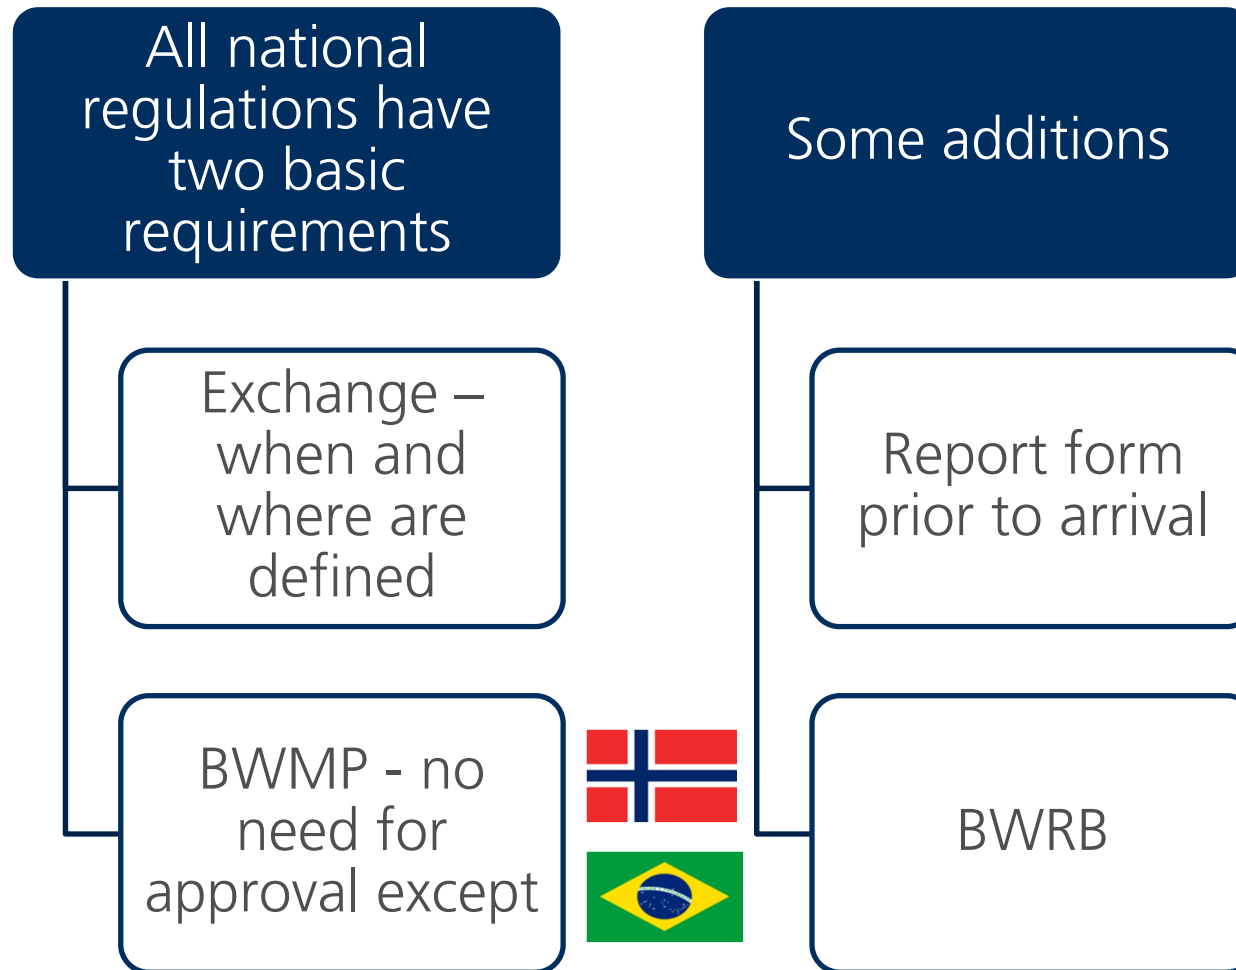 All national
regulations have
two basic
requirements
Exchange –
when and
where are
defined
BWMP - no
need for
approval except
Some additions
Report form
prior to arrival
BWRB